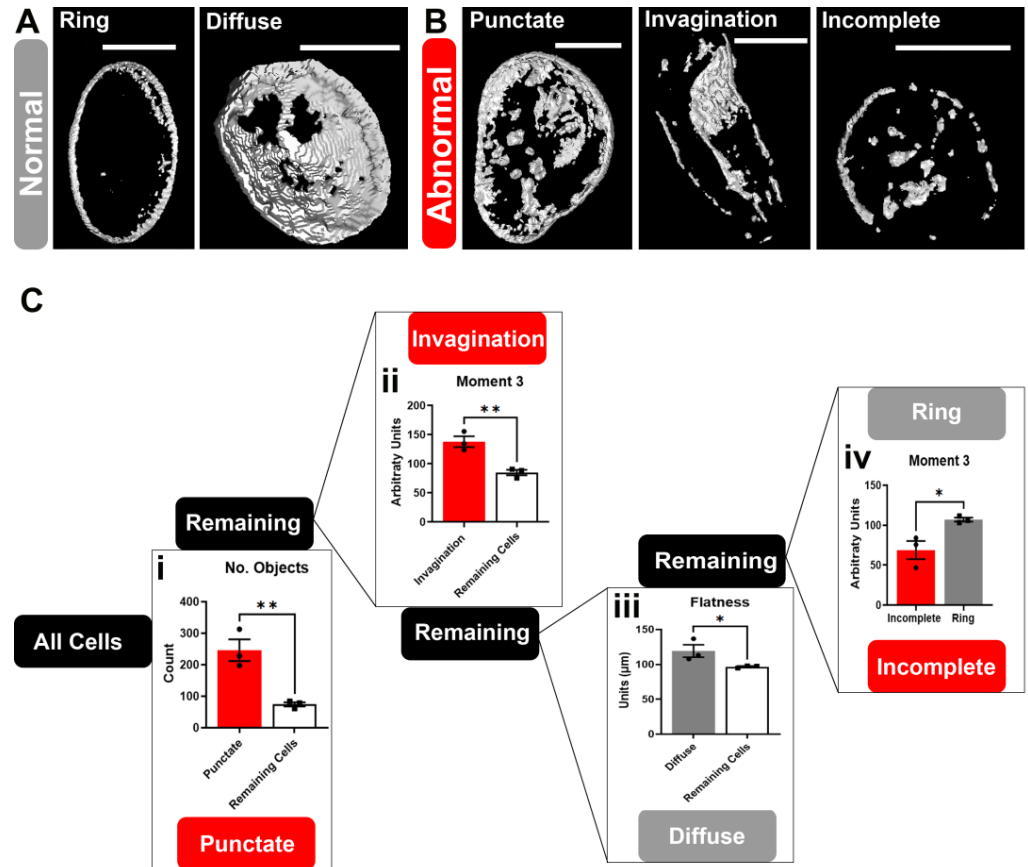 A
Normal
Ring
Diffuse
B
Abnormal
Punctate
Invagination
Incomplete
C
All Cells
Remaining
i
No. Objects
**
Count
400
300
200
100
0
Punctate
Remaining Cells
Punctate
Invagination
ii
Moment 3
**
Arbitraty Units
200
150
100
50
0
Invagination
Remaining Cells
Remaining
Remaining
iii
Flatness
*
Units (µm)
150
100
50
0
Diffuse
Remaining Cells
Diffuse
Ring
iv
Moment 3
*
Arbitraty Units
150
100
50
0
Incomplete
Ring
Incomplete